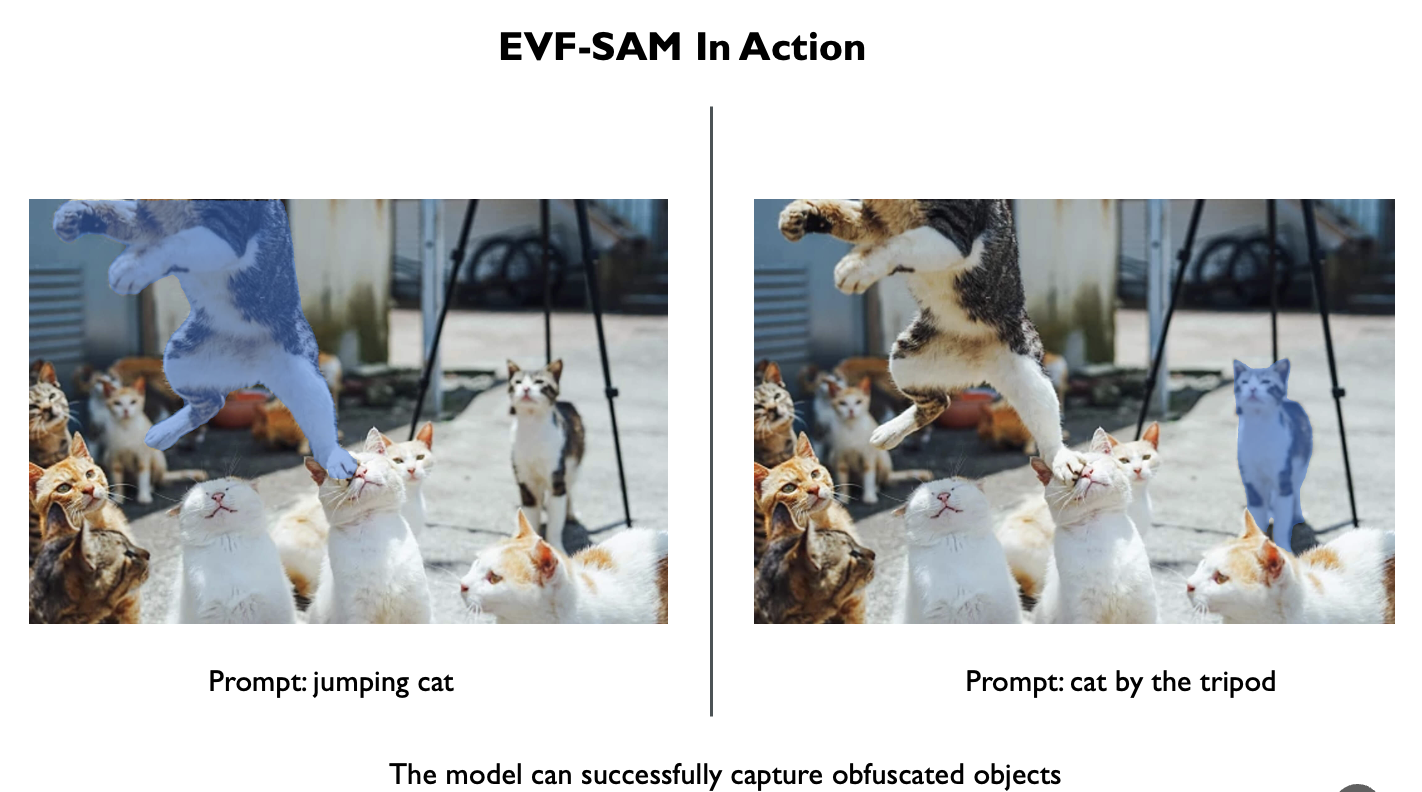 EVF-SAM In Action
Prompt: jumping cat
Prompt: cat by the tripod
The model can successfully capture obfuscated objects